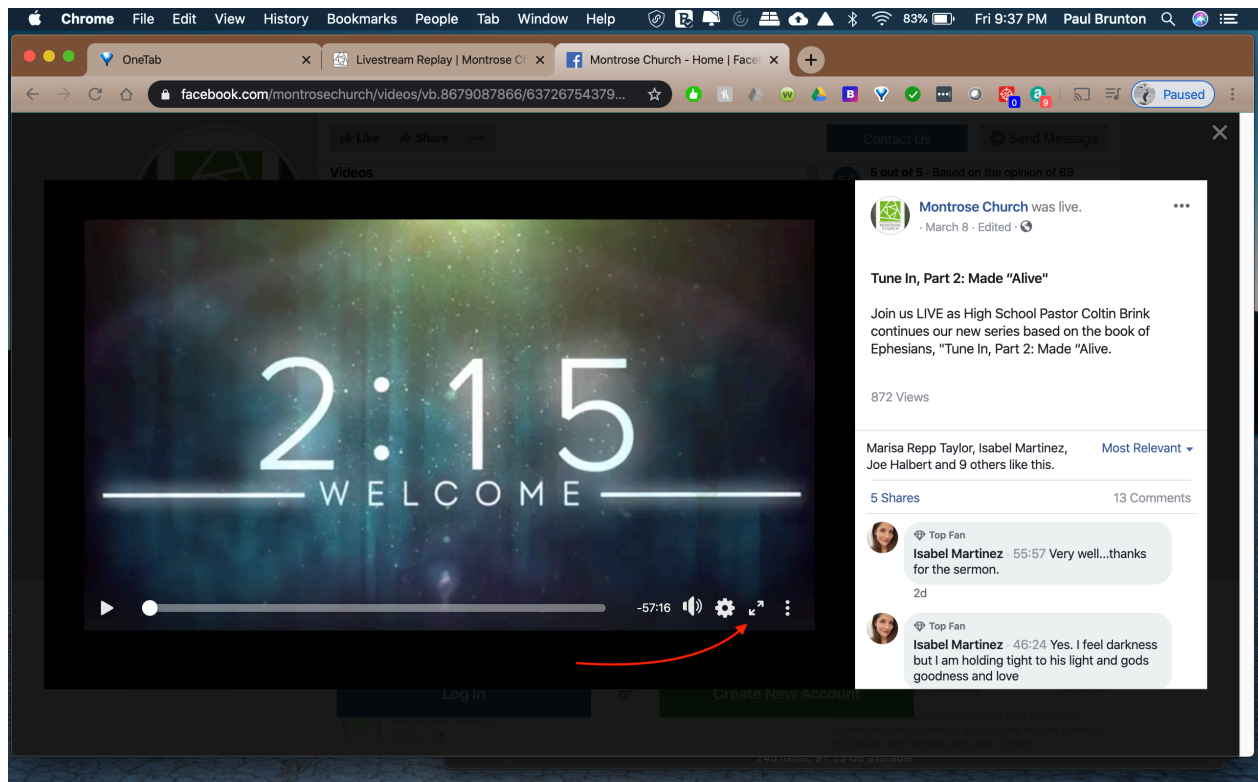 Chrome File Edit View History Bookmarks People Tab Window Help 83% Fri 9:37 PM Paul Brunton
OneTab
Livestream Replay | Montrose Ch
Montrose Church - Home | Face
facebook.com/montrosechurch/videos/vb.8679087866/63726754379...
B
0
9
Paused
Like Share
Contact Us
Send Message
Videos
5 out of 5 · Based on the opinion of 69
2:15
WELCOME
-57:16
Montrose Church was live.
· March 8 · Edited ·
Tune In, Part 2: Made “Alive"
Join us LIVE as High School Pastor Coltin Brink
continues our new series based on the book of
Ephesians, "Tune In, Part 2: Made “Alive.
872 Views
Marisa Repp Taylor, Isabel Martinez,
Joe Halbert and 9 others like this.
Most Relevant
5 Shares
13 Comments
Top Fan
Isabel Martinez · 55:57 Very well...thanks
for the sermon.
2d
Top Fan
Isabel Martinez · 46:24 Yes. I feel darkness
but I am holding tight to his light and gods
goodness and love
Log In
or
Create New Account
245 items, 91.33 GB available